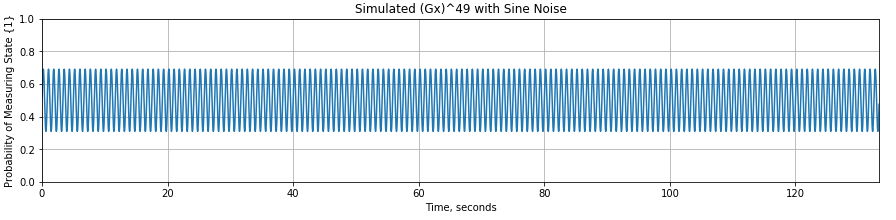 Simulated (Gx)^49 with Sine Noise
Probability of Measuring State {1}
1.0
0.8
0.6
0.4
0.2
0.0
0 20 40 60 80 100 120
Time, seconds